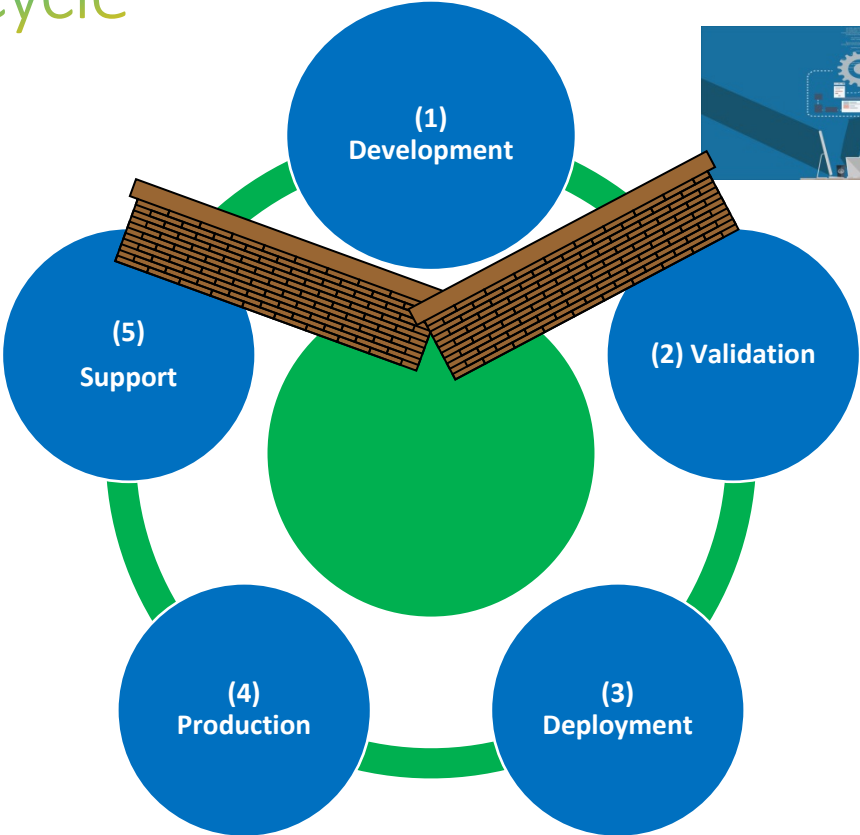 cycle
(1)
Development
(5)
Support
(2) Validation
(4)
Production
(3)
Deployment